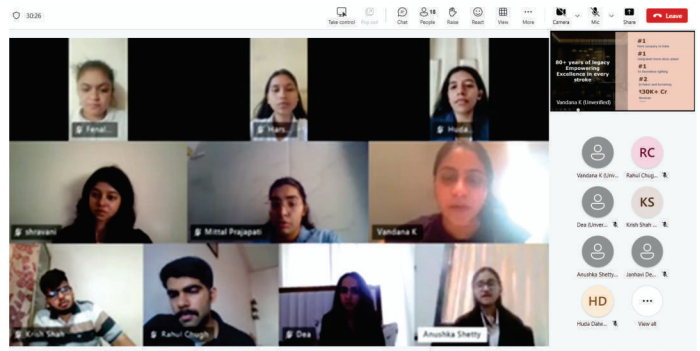 30:26
Take control
Pop out
Chat
18
People
Raise
React
View
More
Camera
Mic
Share
Leave
Fenal...
Hars...
Huda...
shravani
Mittal Prajapati
Vandana K
Krish Shah
Rahul Chugh
Dea
Anushka Shetty
80+ years of legacy
Empowering
Excellence in every
stroke
Vandana K (Unverified)
#1
#1
#1
#2
₹30K+ Cr
RC
Vandana K (Unv...
Rahul Chug...
KS
Dea (Unver...
Krish Shah ...
Anushka Shetty...
Janhavi De...
HD
...
Huda Dabe...
View all